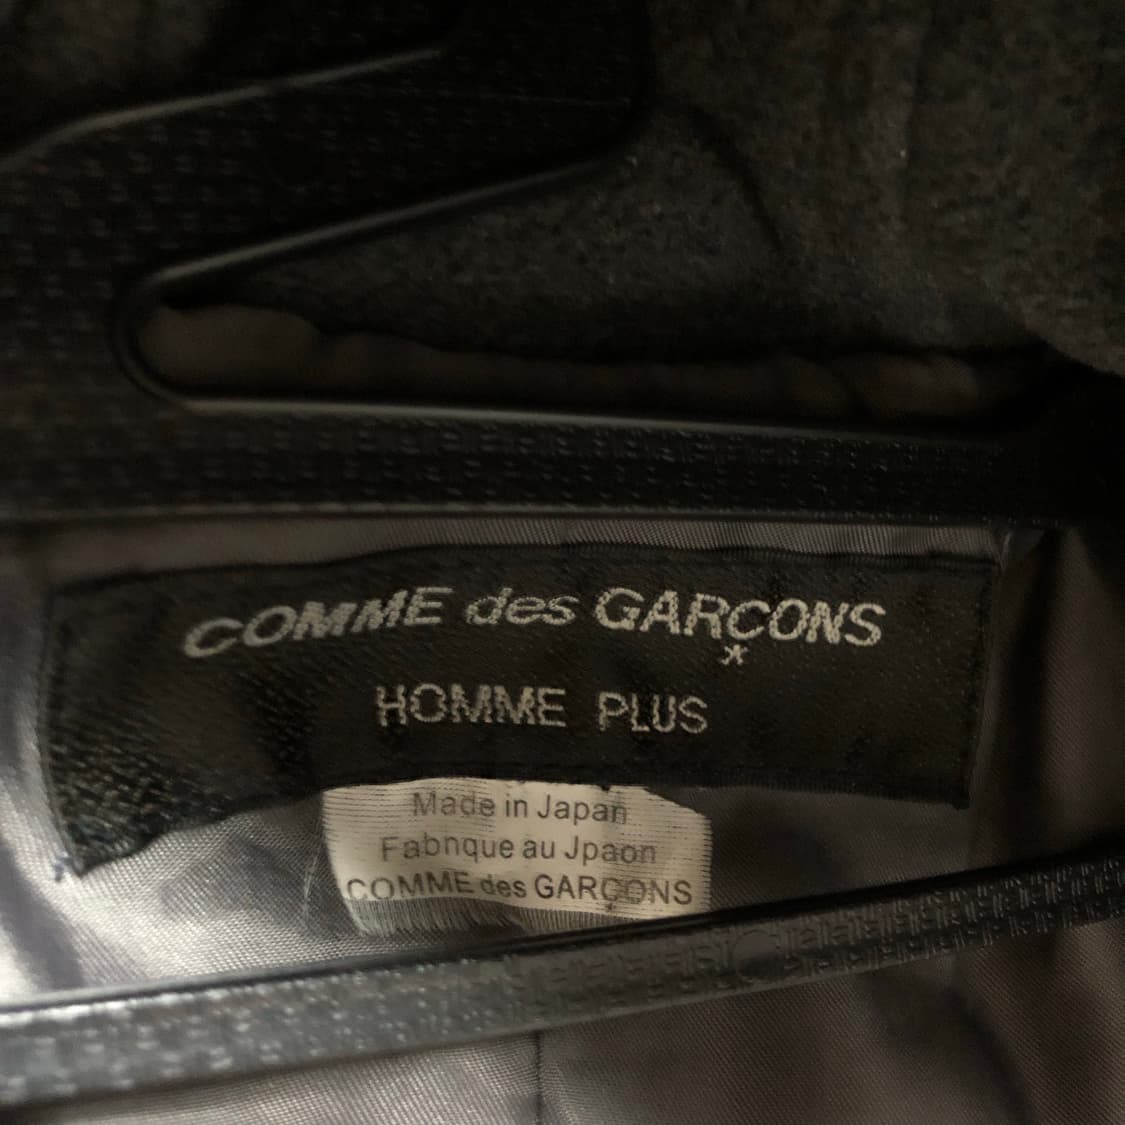 COMME des GARÇONS
HOMME PLUS
Made in Japan
Fabnque au Jpaon
COMME des GARÇONS